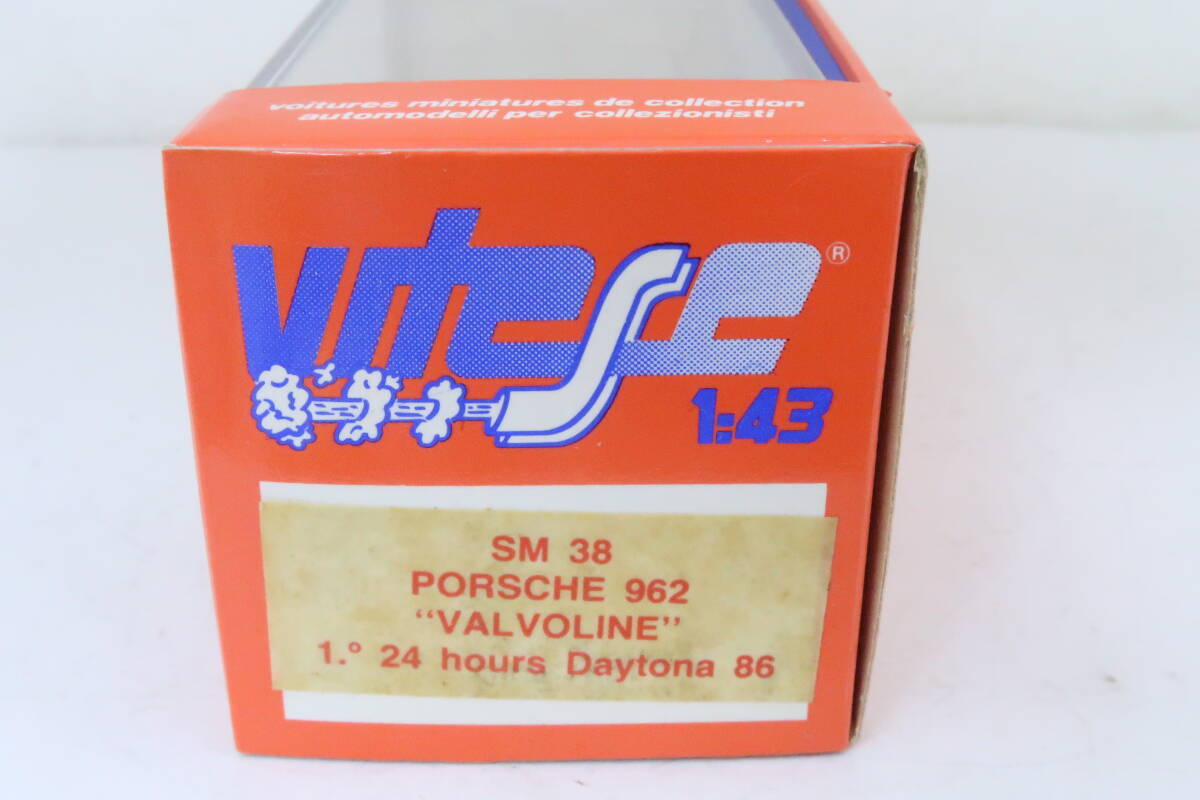 voitures miniatures de collection
automodelli per collezionisti
vitesse ®
1:43
SM 38
PORSCHE 962
“VALVOLINE”
1.º 24 hours Daytona 86